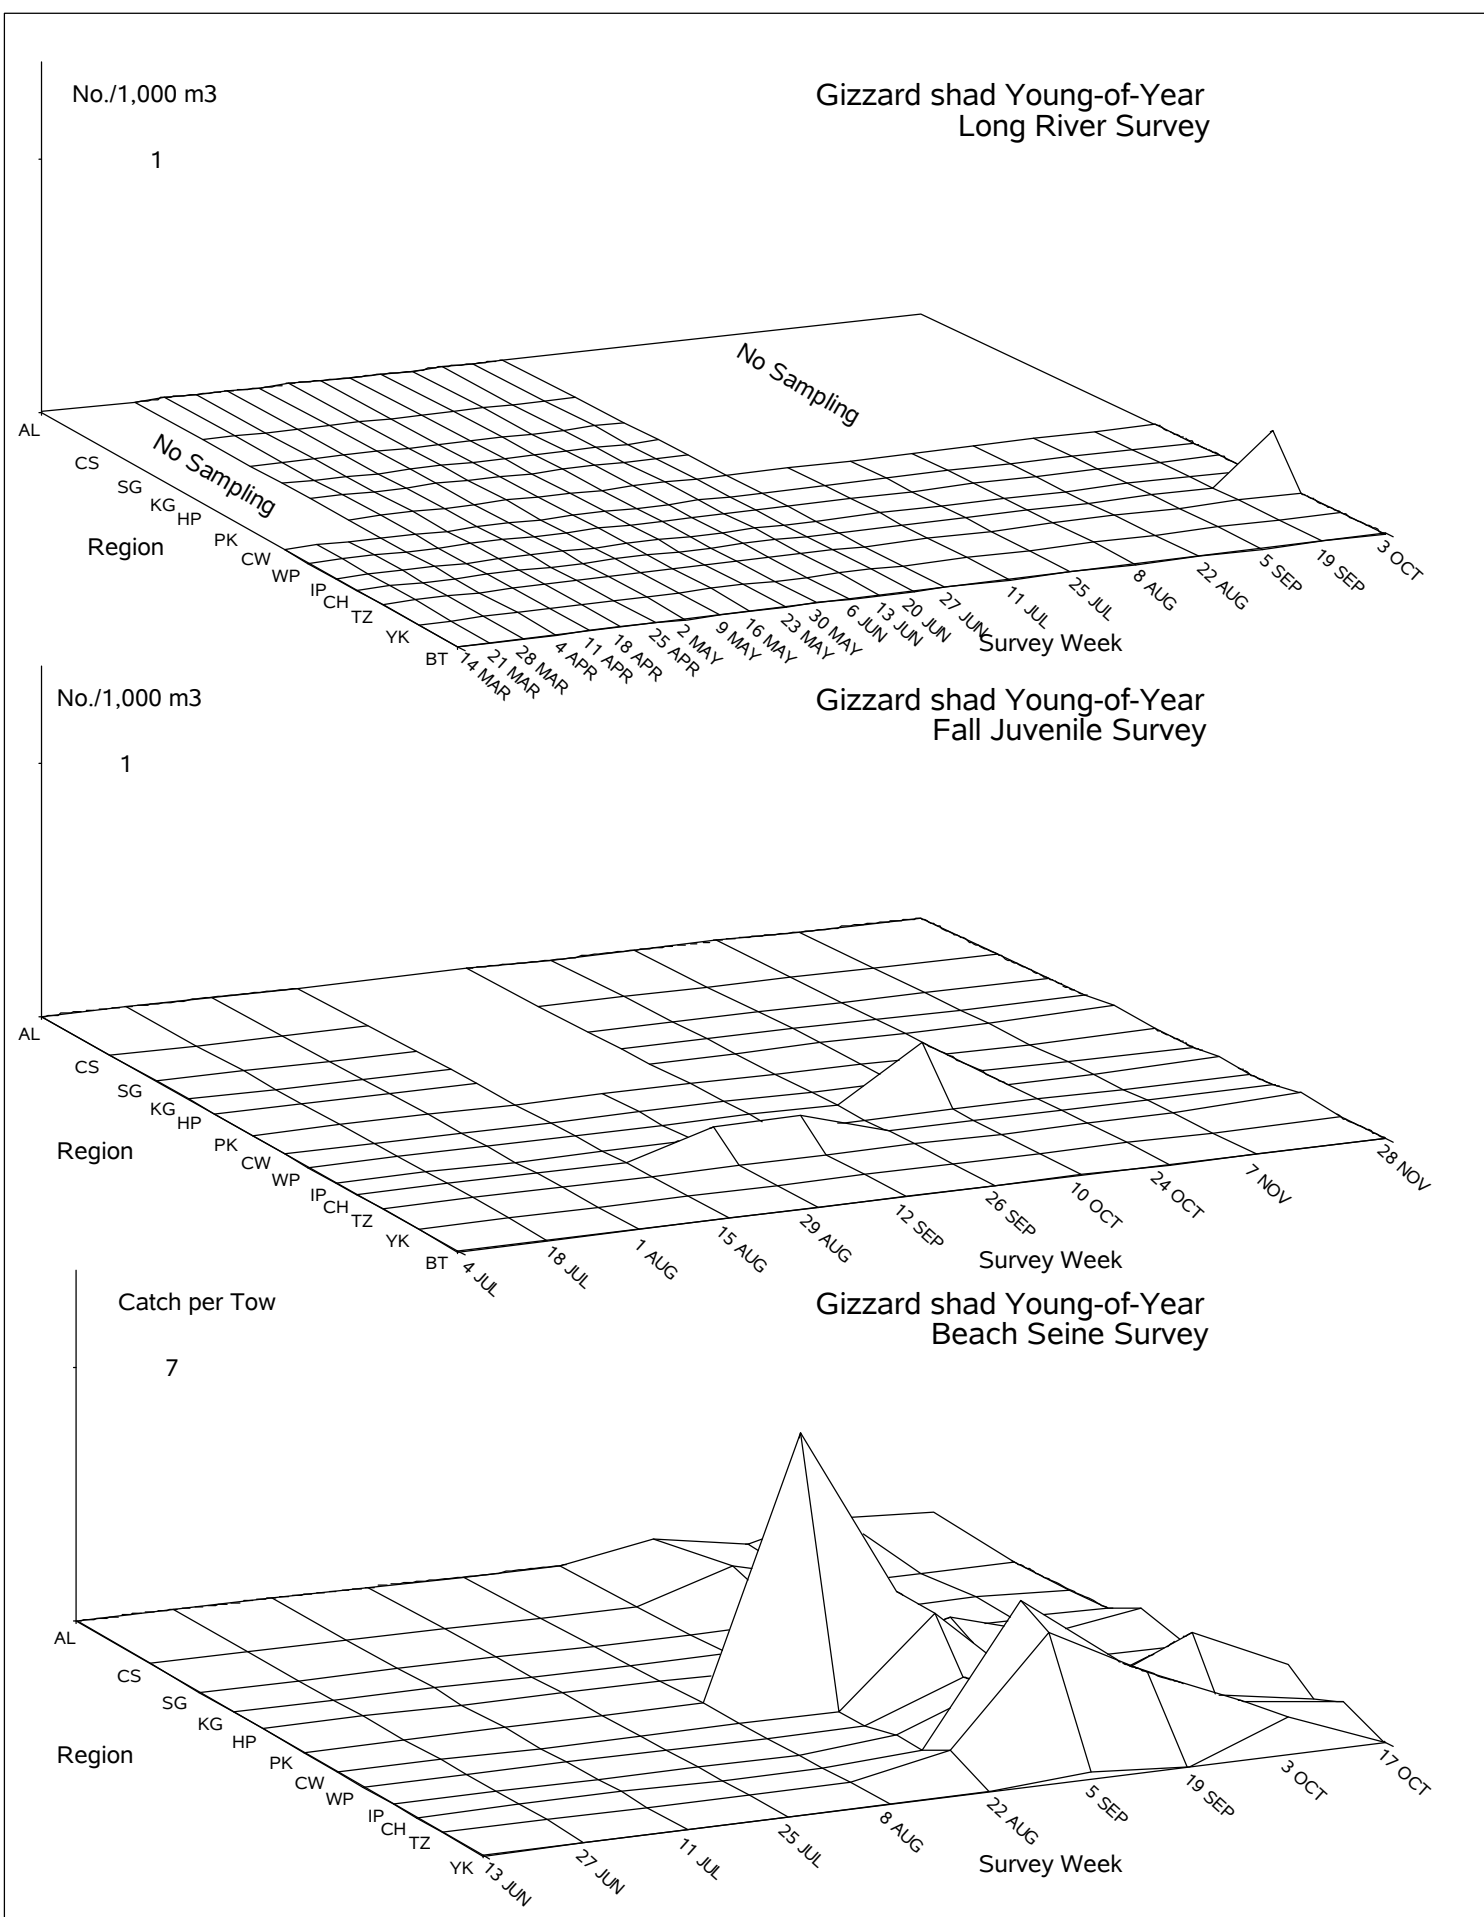 No./1,000 m3
Gizzard shad Young-of-Year
Long River Survey
1
No Sampling
No Sampling
AL
CS
SG
KG
HP
PK
CW
WP
IP
CH
TZ
YK
BT
Region
14 MAR
21 MAR
28 MAR
4 APR
11 APR
18 APR
25 APR
2 MAY
9 MAY
16 MAY
23 MAY
30 MAY
6 JUN
13 JUN
20 JUN
27 JUN
11 JUL
25 JUL
8 AUG
22 AUG
5 SEP
19 SEP
3 OCT
Survey Week
No./1,000 m3
Gizzard shad Young-of-Year
Fall Juvenile Survey
1
AL
CS
SG
KG
HP
PK
CW
WP
IP
CH
TZ
YK
BT
Region
4 JUL
18 JUL
1 AUG
15 AUG
29 AUG
12 SEP
26 SEP
10 OCT
24 OCT
7 NOV
28 NOV
Survey Week
Catch per Tow
Gizzard shad Young-of-Year
Beach Seine Survey
7
AL
CS
SG
KG
HP
PK
CW
WP
IP
CH
TZ
YK
Region
13 JUN
27 JUN
11 JUL
25 JUL
8 AUG
22 AUG
5 SEP
19 SEP
3 OCT
17 OCT
Survey Week